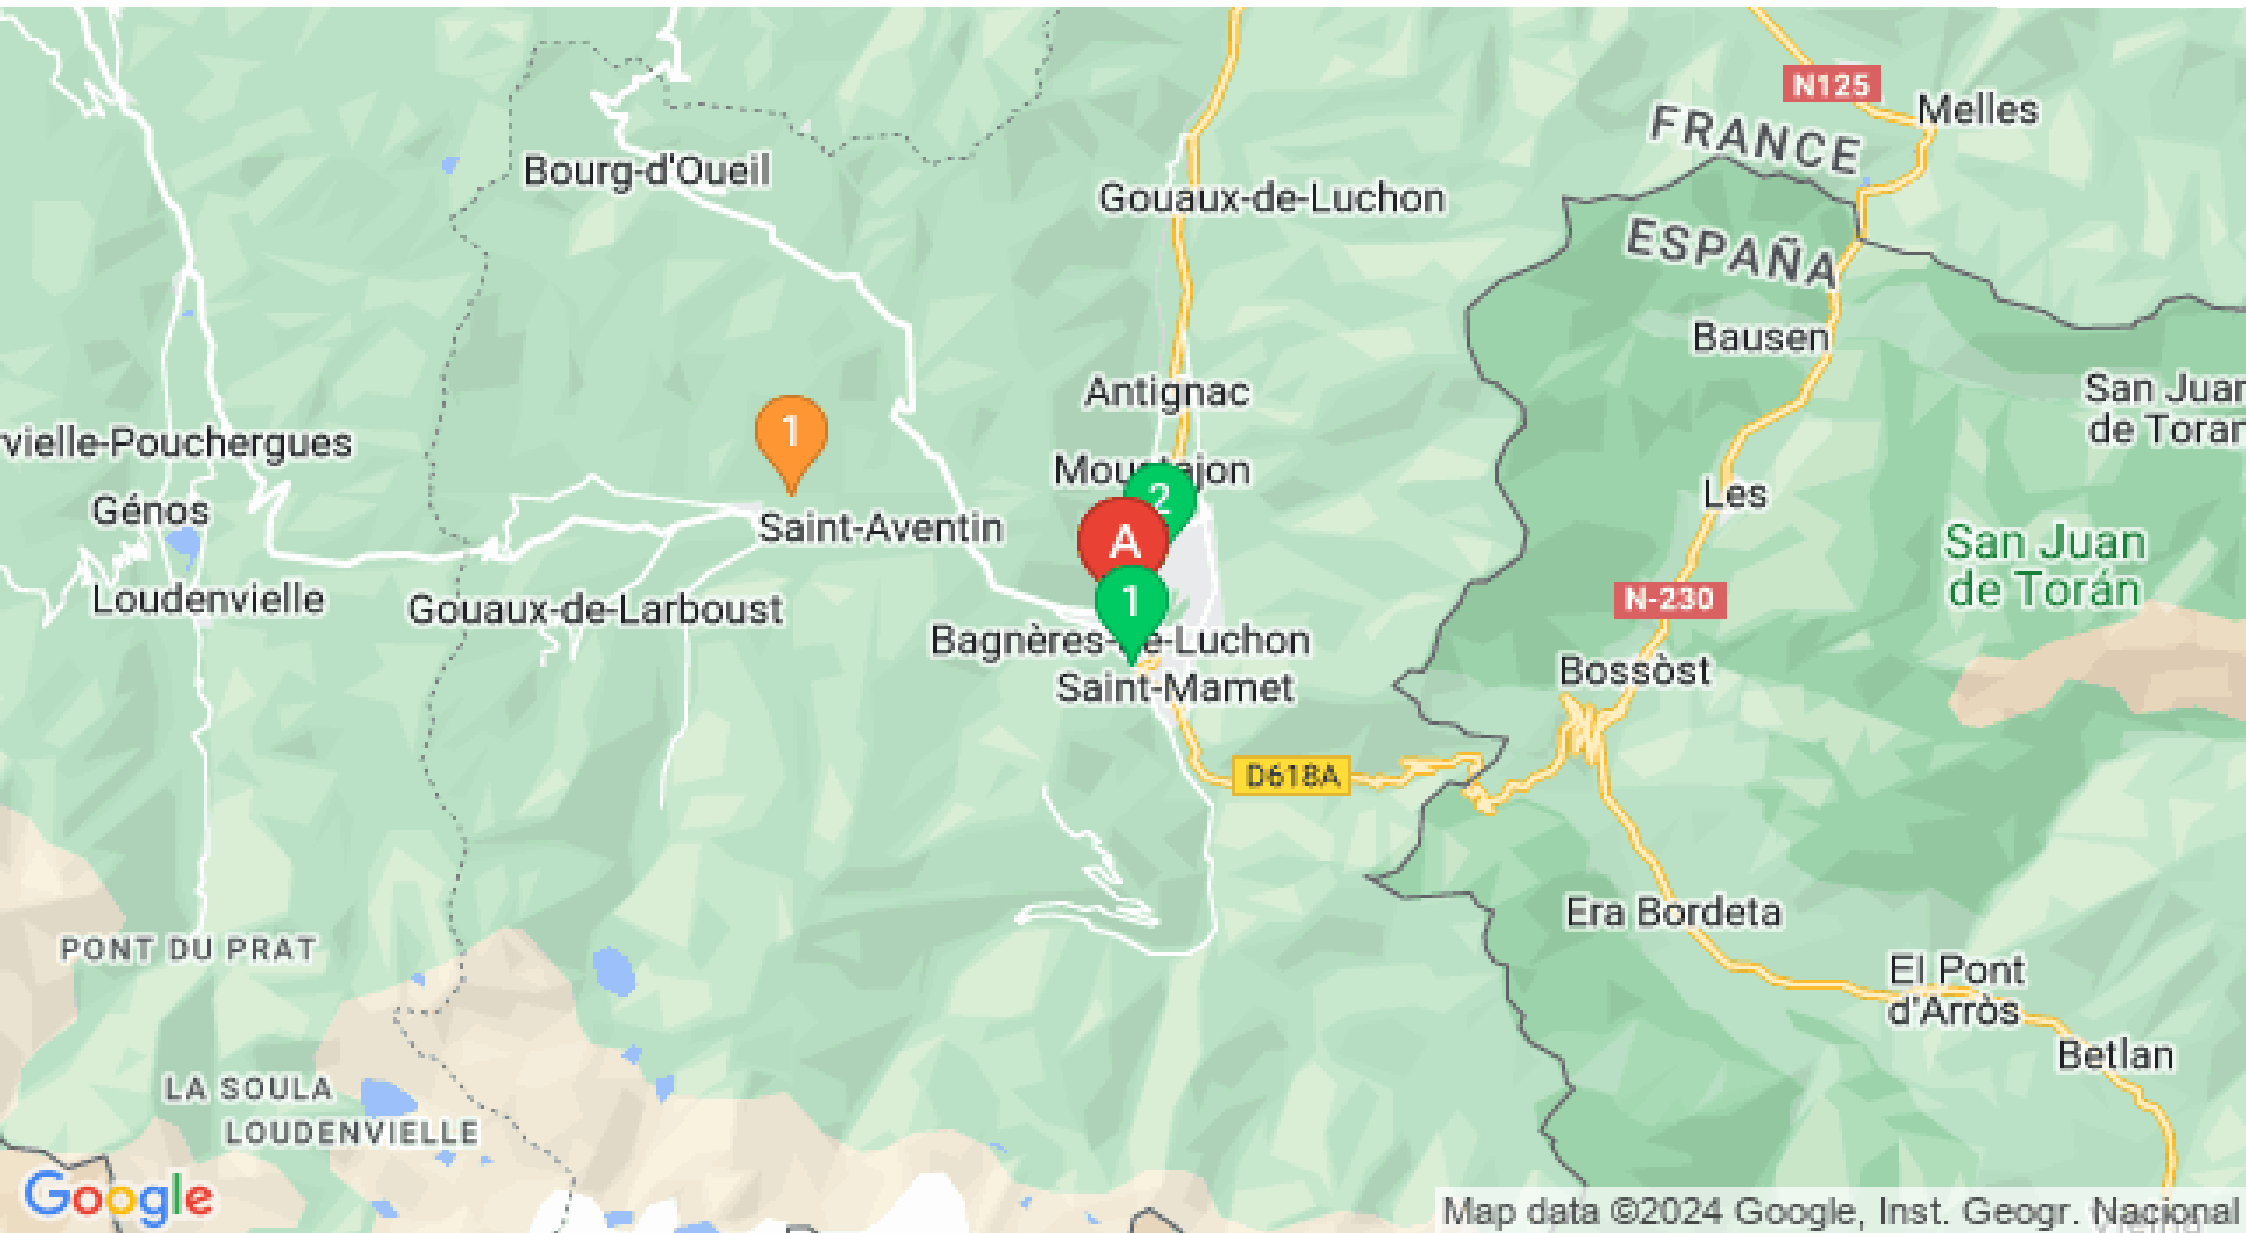 N125
Melles
FRANCE
Bourg-d'Oueil
Gouaux-de-Luchon
ESPAÑA
Bausen
Antignac
San Juan
de Toran
1
vielle-Pouchergues
Moustajon
2
Les
Génos
Saint-Aventin
A
San Juan
de Torán
Loudenvielle
Gouaux-de-Larboust
1
N-230
Bagnères-de-Luchon
Bossòst
Saint-Mamet
D618A
Era Bordeta
PONT DU PRAT
El Pont
d'Arròs
Betlan
LA SOULA
LOUDENVIELLE
Google
Map data ©2024 Google, Inst. Geogr. Nacional